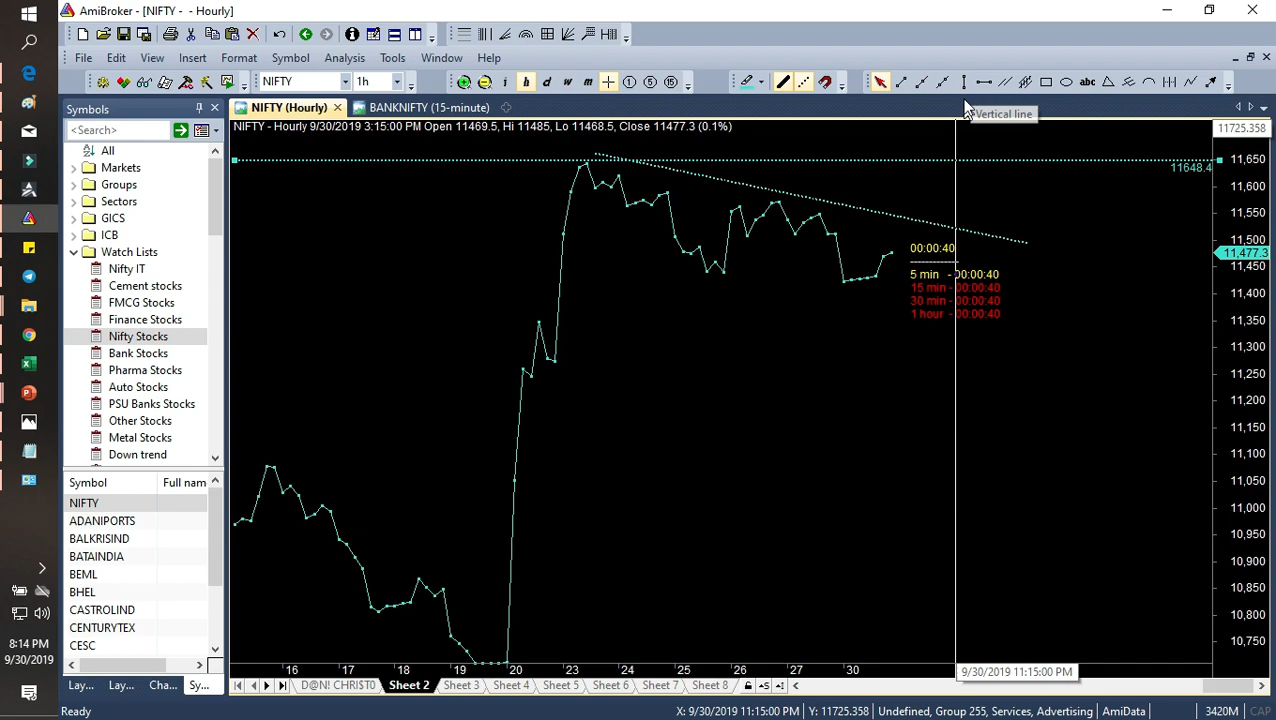 AmiBroker - [NIFTY - - Hourly]
File Edit View Insert Format Symbol Analysis Tools Window Help
NIFTY 1h i h d w m 1 5 15 abc
Symbols
NIFTY (Hourly) BANKNIFTY (15-minute)
Vertical line
<Search>
NIFTY - Hourly 9/30/2019 3:15:00 PM Open 11469.5, Hi 11485, Lo 11468.5, Close 11477.3 (0.1%)
11725.358
All
Markets
Groups
Sectors
GICS
ICB
Watch Lists
Nifty IT
Cement stocks
FMCG Stocks
Finance Stocks
Nifty Stocks
Bank Stocks
Pharma Stocks
Auto Stocks
PSU Banks Stocks
Other Stocks
Metal Stocks
Down trend
Symbol Full nam
NIFTY
ADANIPORTS
BALKRISIND
BATAINDIA
BEML
BHEL
CASTROLIND
CENTURYTEX
CESC
11,650
11648.4
11,600
11,550
11,500
11,477.3
11,450
11,400
11,350
11,300
11,250
11,200
11,150
11,100
11,050
11,000
10,950
10,900
10,850
10,800
10,750
00:00:40
5 min - 00:00:40
15 min - 00:00:40
30 min - 00:00:40
1 hour - 00:00:40
16 17 18 19 20 23 24 25 26 27 30
9/30/2019 11:15:00 PM
Lay... Lay... Cha... Sy...
D@N! CHRI$T0 Sheet 2 Sheet 3 Sheet 4 Sheet 5 Sheet 6 Sheet 7 Sheet 8
8:14 PM
9/30/2019
Ready X: 9/30/2019 11:15:00 PM Y: 11725.358 Undefined, Group 255, Services, Advertising AmiData 3420M CAP